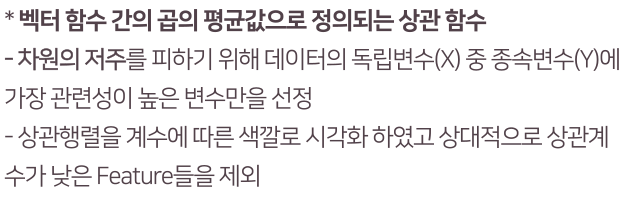 * 벡터 함수 간의 곱의 평균값으로 정의되는 상관 함수
- 차원의 저주를 피하기 위해 데이터의 독립변수(X) 중 종속변수(Y)에
가장 관련성이 높은 변수만을 선정
- 상관행렬을 계수에 따른 색깔로 시각화 하였고 상대적으로 상관계
수가 낮은 Feature들을 제외